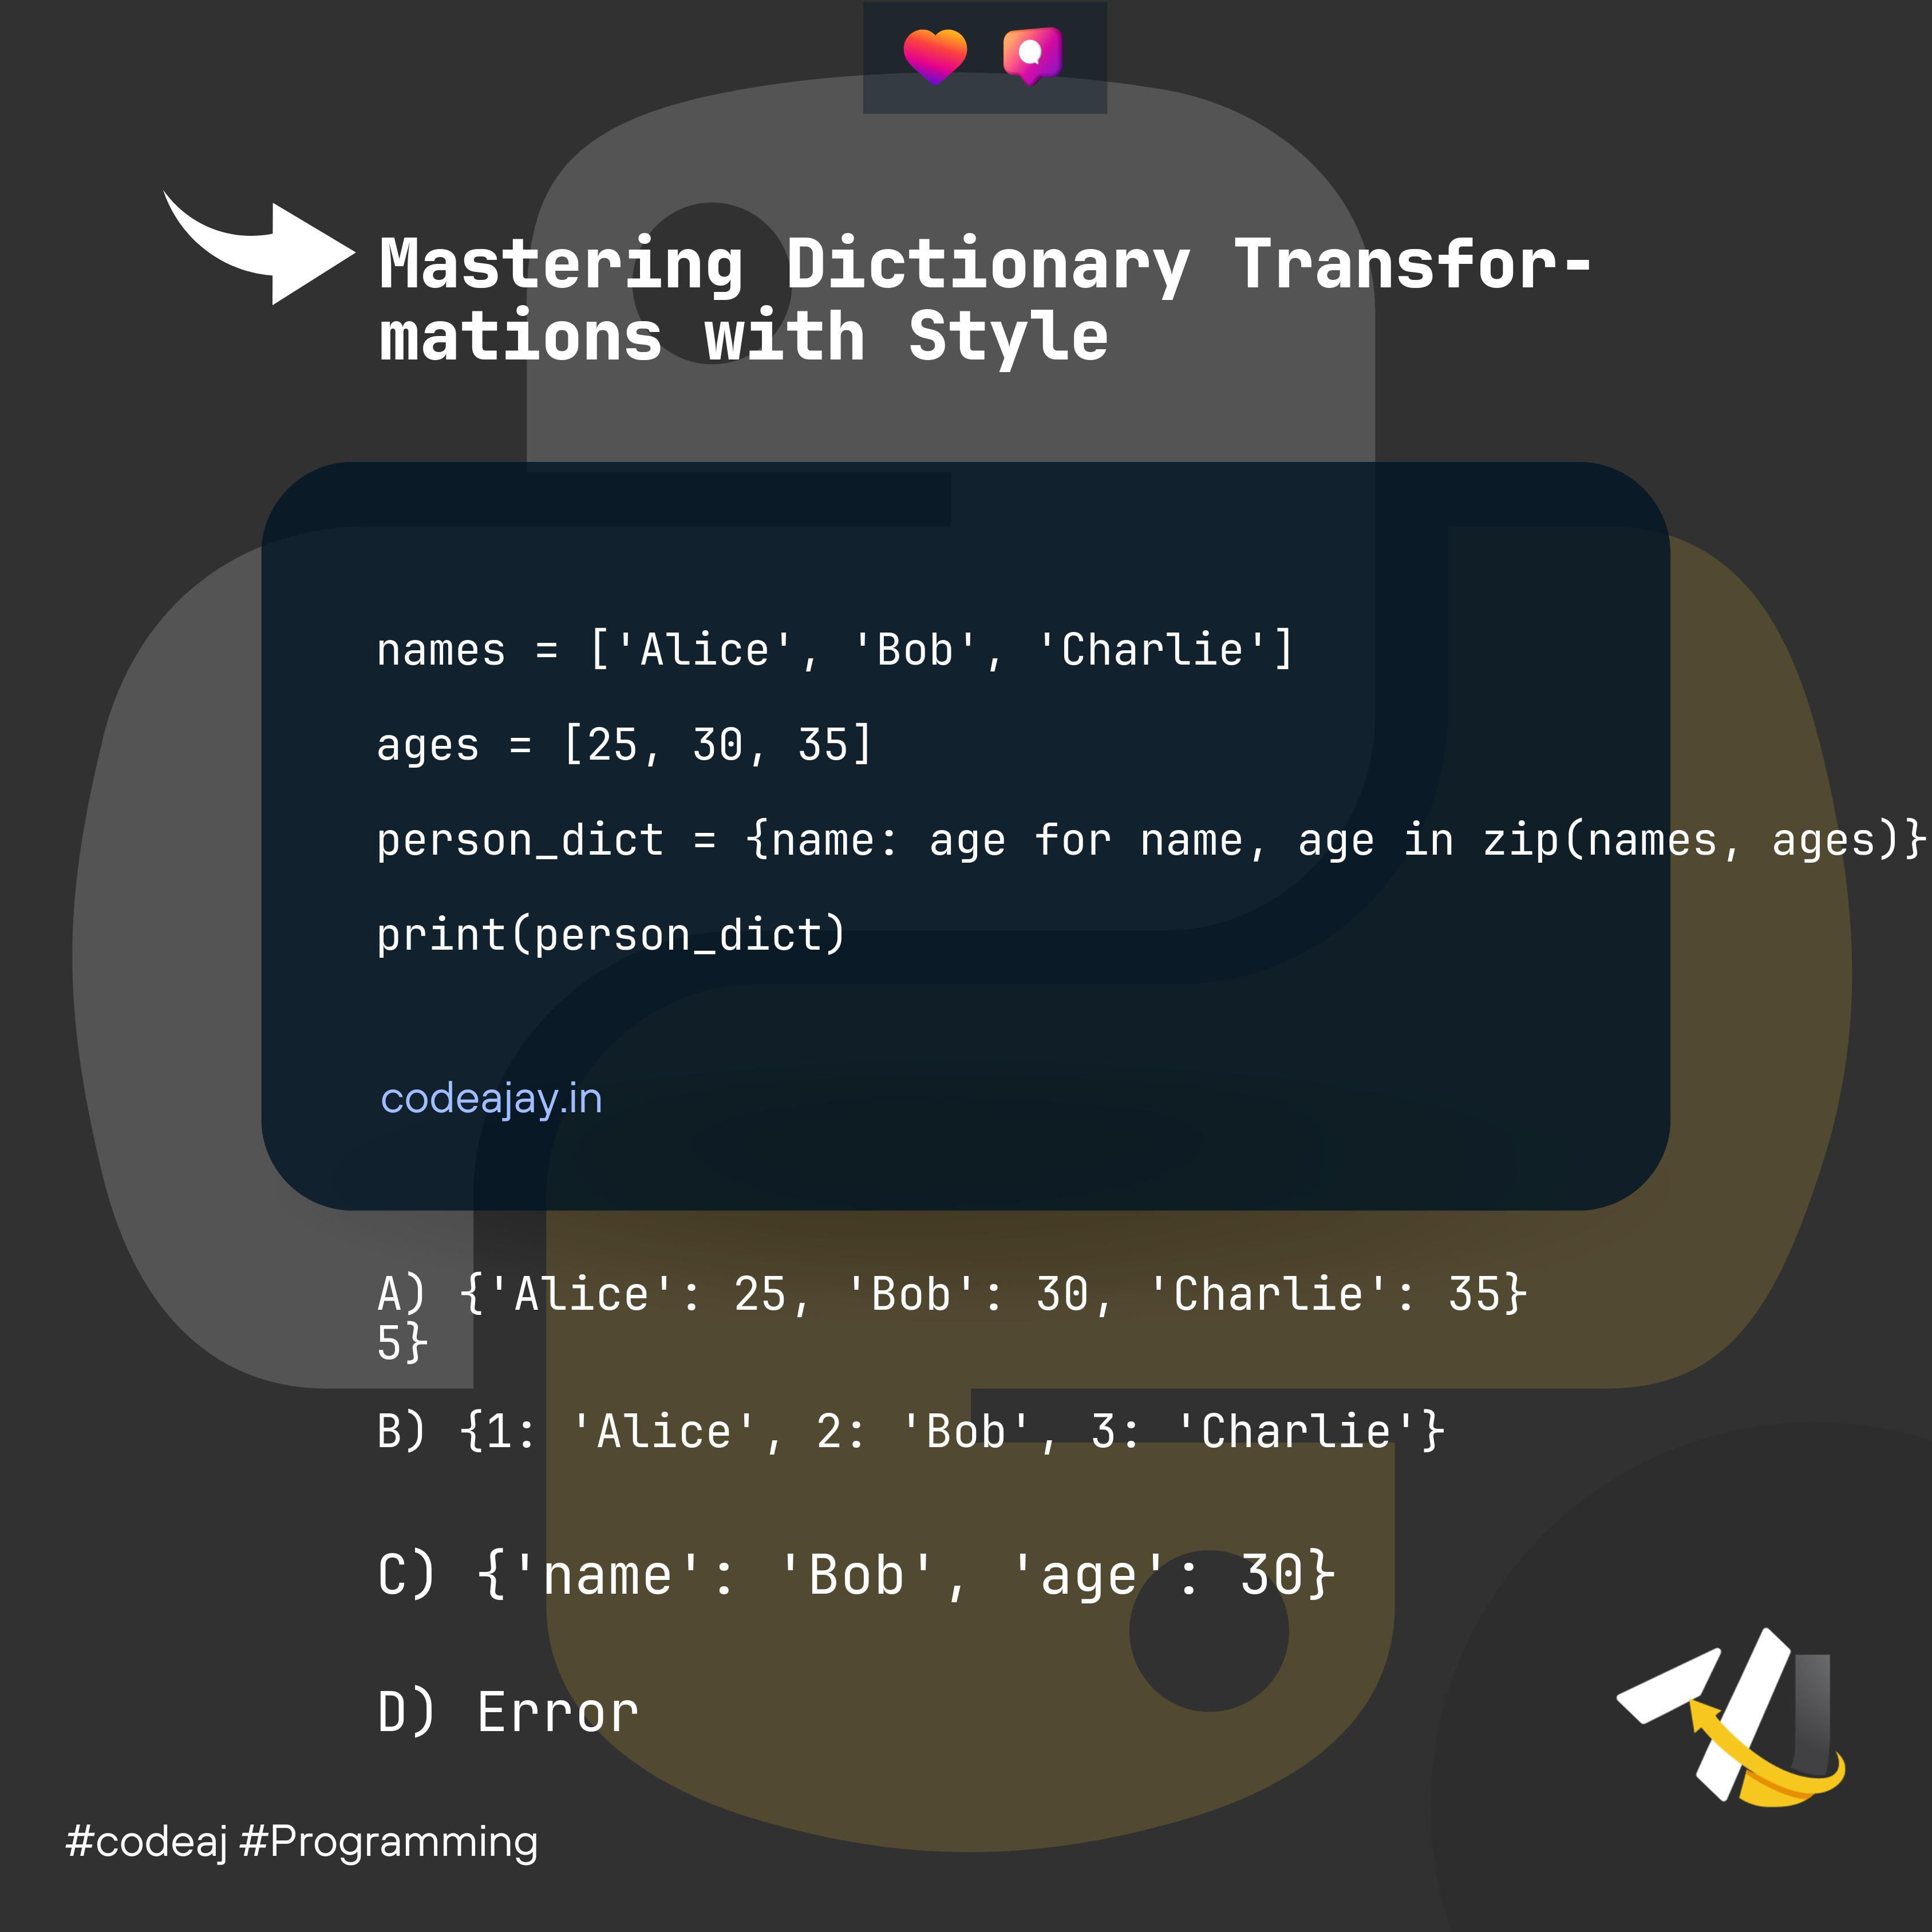 Mastering Dictionary Transfor-
mations with Style
names = ['Alice', 'Bob', 'Charlie']
ages = [25, 30, 35]
person_dict = {name: age for name, age in zip(names, ages)}
print(person_dict)
codeajay.in
A) {'Alice': 25, 'Bob': 30, 'Charlie': 35}
5}
B) {1: 'Alice', 2: 'Bob', 3: 'Charlie'}
C) {'name': 'Bob', 'age': 30}
D) Error
#codeaj #Programming